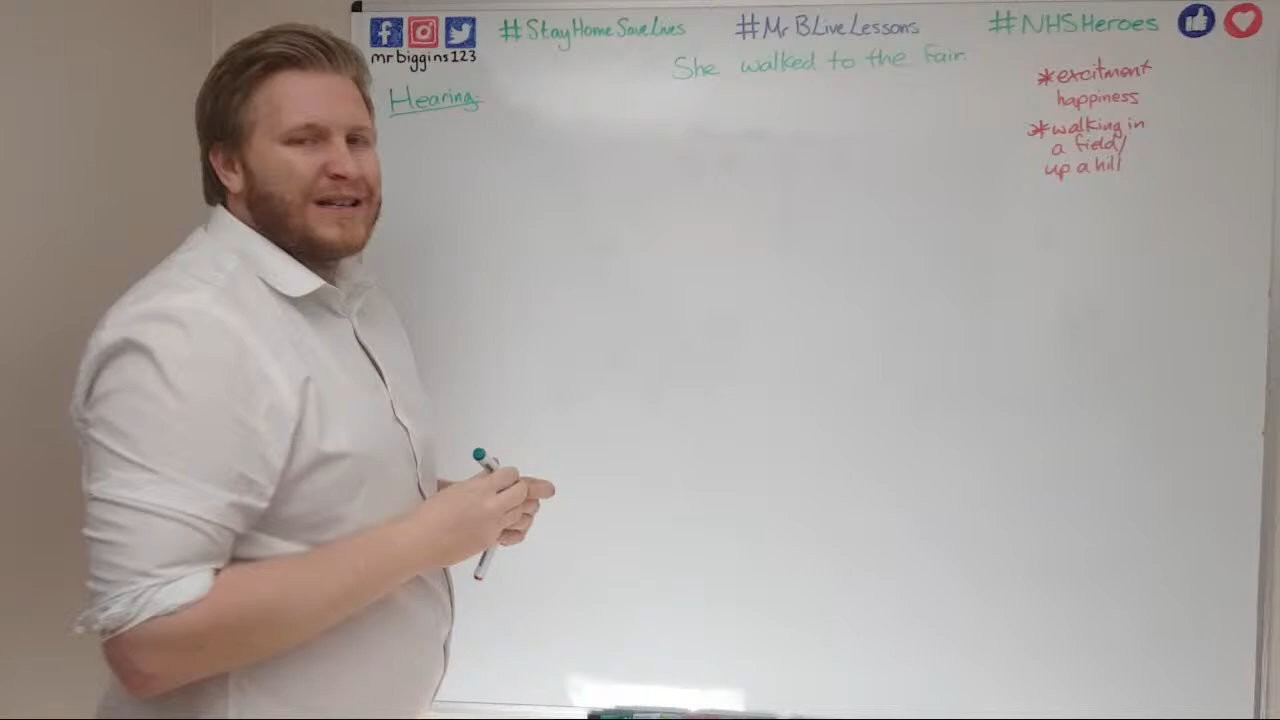 #StayHomeSaveLives #MrBLiveLessons #NHSHeroes
mrbiggins123
She walked to the fair.
Hearing
*excitment
happiness
*walking in
a field/
up a hill